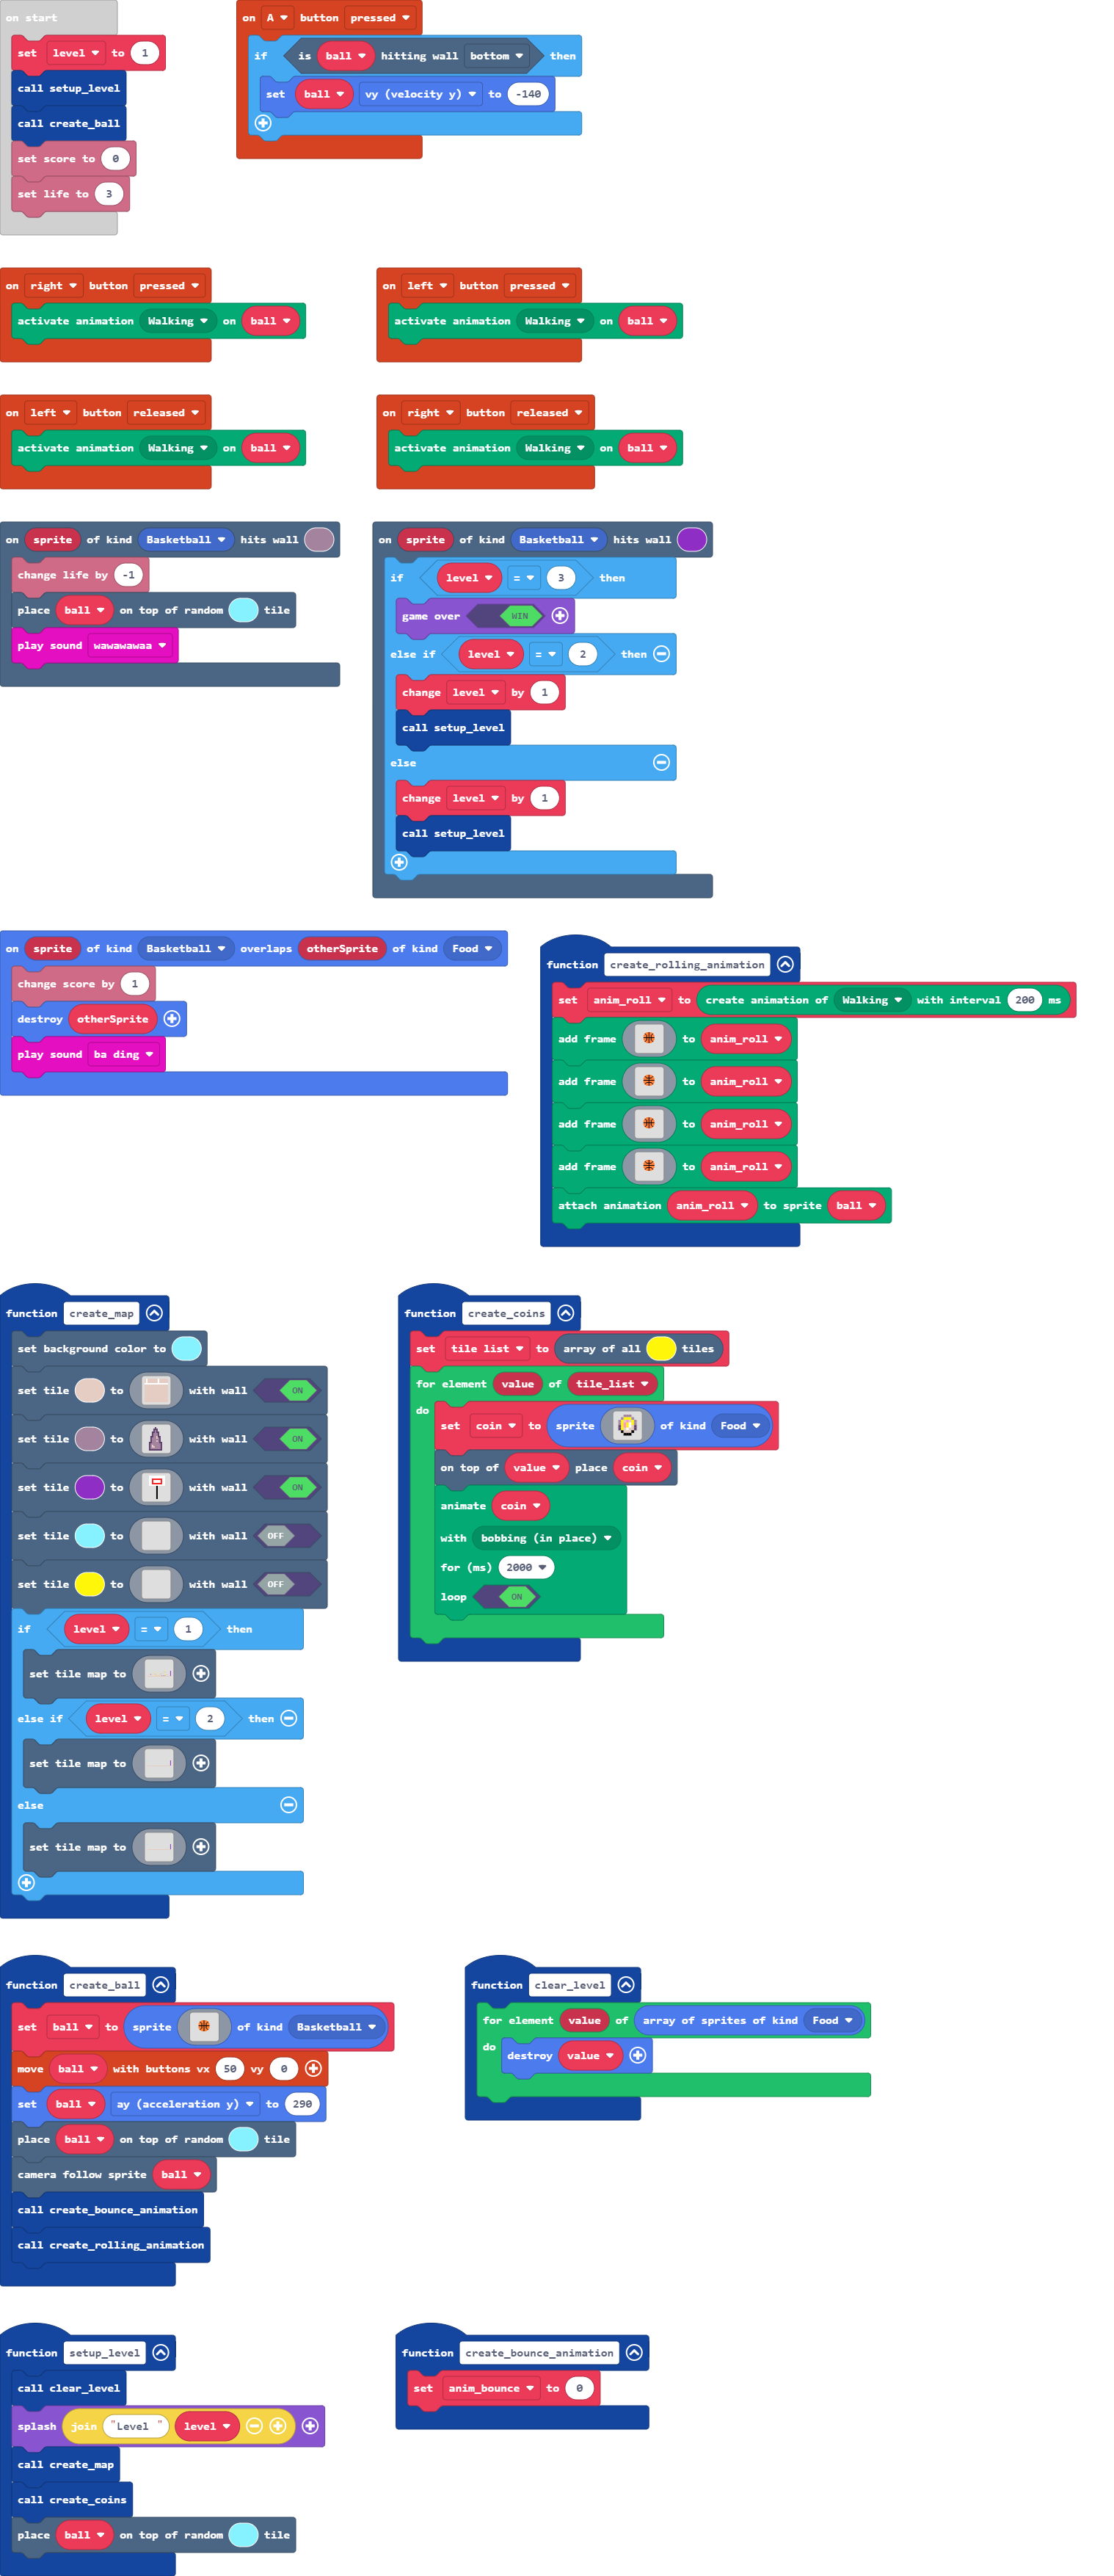 on start
set level to 1
call setup_level
call create_ball
set score to 0
set life to 3
on A button pressed
if is ball hitting wall bottom then
set ball vy (velocity y) to -140
on right button pressed
activate animation Walking on ball
on left button pressed
activate animation Walking on ball
on left button released
activate animation Walking on ball
on right button released
activate animation Walking on ball
on sprite of kind Basketball hits wall
change life by -1
place ball on top of random tile
play sound wawawawaa
on sprite of kind Basketball hits wall
if level = 3 then
game over WIN
else if level = 2 then
change level by 1
call setup_level
else
change level by 1
call setup_level
on sprite of kind Basketball overlaps otherSprite of kind Food
change score by 1
destroy otherSprite
play sound ba ding
function create_rolling_animation
set anim_roll to create animation of Walking with interval 200 ms
add frame to anim_roll
add frame to anim_roll
add frame to anim_roll
add frame to anim_roll
attach animation anim_roll to sprite ball
function create_map
set background color to
set tile to with wall ON
set tile to with wall ON
set tile to with wall ON
set tile to with wall OFF
set tile to with wall OFF
if level = 1 then
set tile map to
else if level = 2 then
set tile map to
else
set tile map to
function create_coins
set tile list to array of all tiles
for element value of tile_list
do
set coin to sprite of kind Food
on top of value place coin
animate coin
with bobbing (in place)
for (ms) 2000
loop ON
function create_ball
set ball to sprite of kind Basketball
move ball with buttons vx 50 vy 0
set ball ay (acceleration y) to 290
place ball on top of random tile
camera follow sprite ball
call create_bounce_animation
call create_rolling_animation
function clear_level
for element value of array of sprites of kind Food
do destroy value
function setup_level
call clear_level
splash join "Level " level
call create_map
call create_coins
place ball on top of random tile
function create_bounce_animation
set anim_bounce to 0